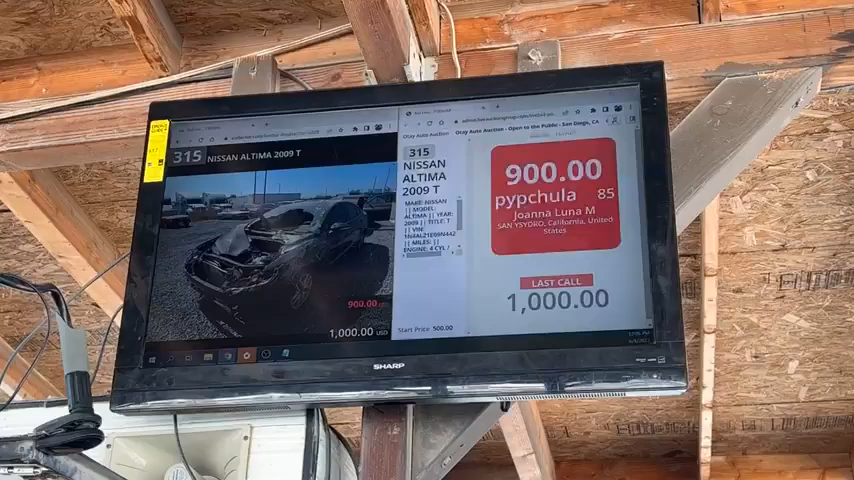 315 NISSAN ALTIMA 2009 T
900.00
1,000.00 USD
Otay Auto Auction
Otay Auto Auction - Open to the Public - San Diego, CA
315
NISSAN
ALTIMA
2009 T
MAKE: NISSAN
|| MODEL:
ALTIMA || YEAR:
2009 || TITLE: T
|| VIN:
|| MILES: ||
ENGINE: 4 CYL /
Start Price 500.00
900.00
pypchula 85
Joanna Luna M
SAN YSYDRO, California, United
States
LAST CALL
1,000.00
SHARP